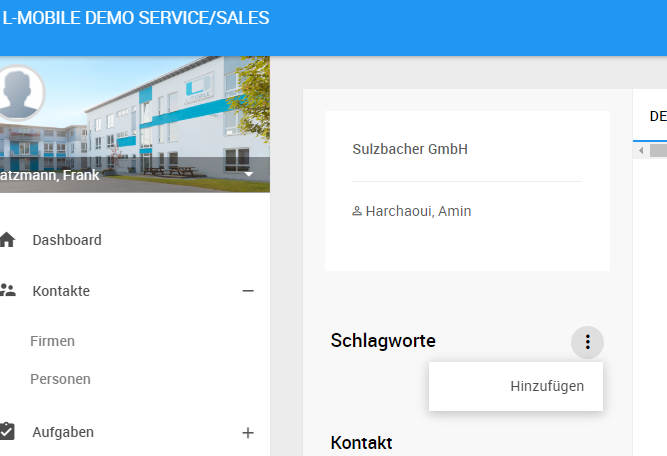 L-MOBILE DEMO SERVICE/SALES
atzmann, Frank
Dashboard
Kontakte
Firmen
Personen
Aufgaben
Sulzbacher GmbH
Harchaoui, Amin
Schlagworte
Hinzufügen
Kontakt
DE